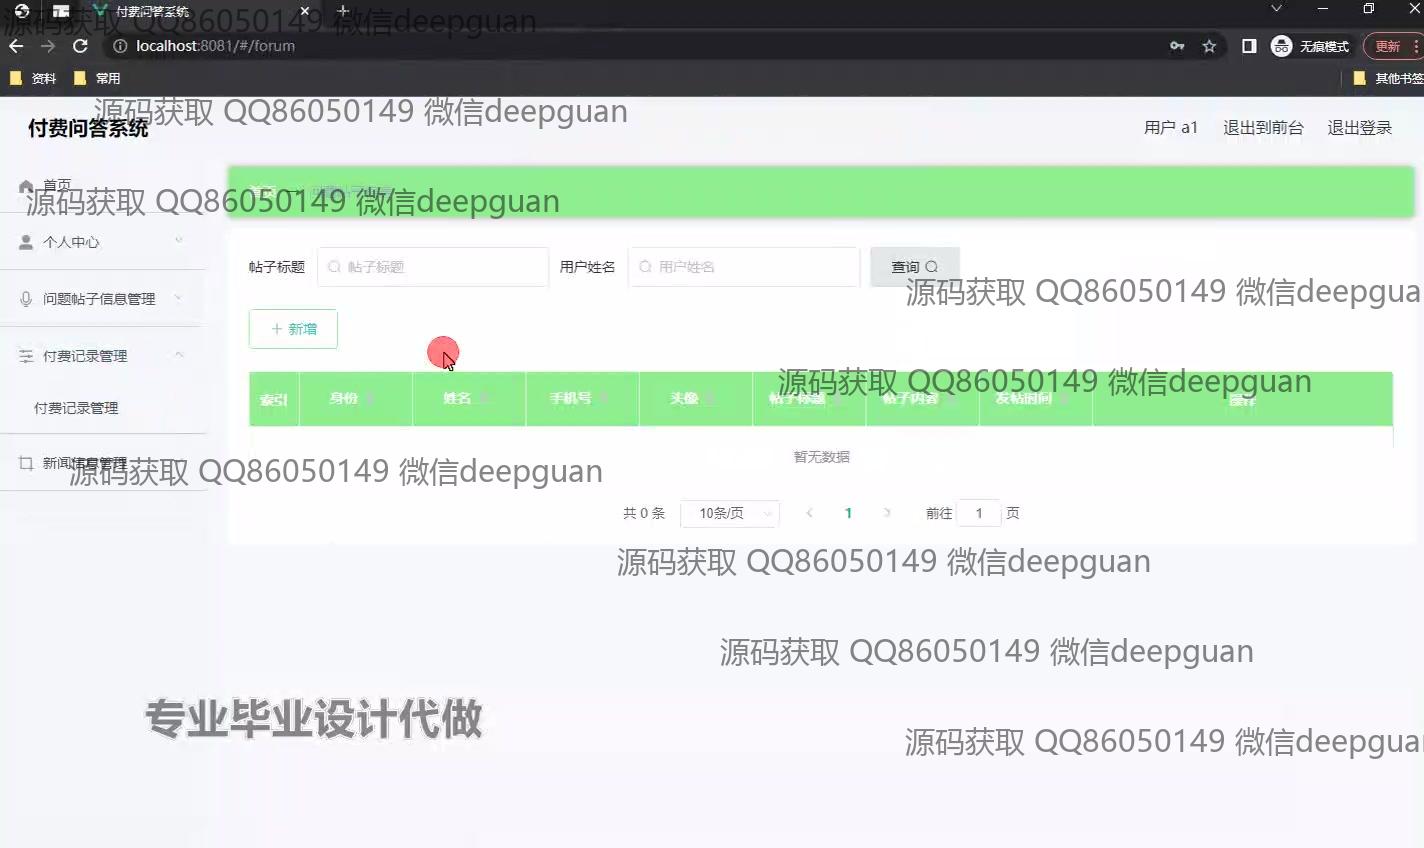 付费问答系统
源码获取 QQ86050149 微信deepguan
localhost:8081/#/forum
无痕模式
更新
资料
常用
其他书签
源码获取 QQ86050149 微信deepguan
付费问答系统
用户 a1
退出到前台
退出登录
首页
源码获取 QQ86050149 微信deepguan
个人中心
帖子标题
帖子标题
用户姓名
用户姓名
查询
源码获取 QQ86050149 微信deepgua
问题帖子信息管理
新增
付费记录管理
源码获取 QQ86050149 微信deepguan
索引
身份
姓名
手机号
头像
帖子标题
帖子内容
发帖时间
操作
付费记录管理
暂无数据
新闻信息管理
源码获取 QQ86050149 微信deepguan
共 0 条
10条/页
1
前往
1
页
源码获取 QQ86050149 微信deepguan
源码获取 QQ86050149 微信deepguan
专业毕业设计代做
源码获取 QQ86050149 微信deepguan